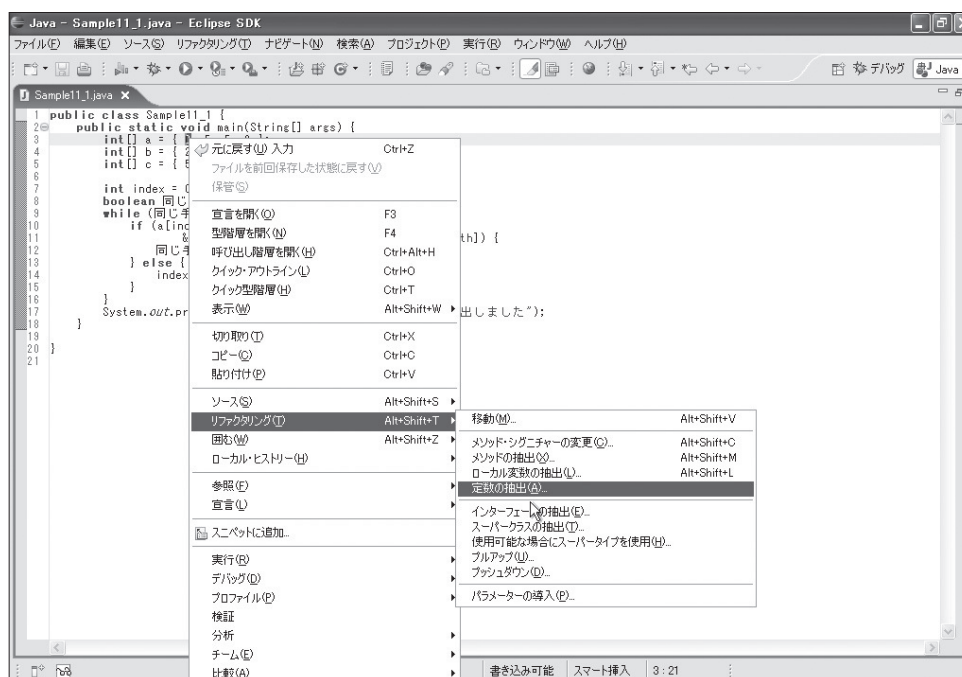 Java - Sample11_1.java - Eclipse SDK
ファイル(F) 編集(E) ソース(S) リファクタリング(T) ナビゲート(N) 検索(A) プロジェクト(P) 実行(R) ウィンドウ(W) ヘルプ(H)
デバッグ Java
Sample11_1.java
1 public class Sample11_1 {
2 public static void main(String[] args) {
3 int[] a = {
4 int[] b = { 2
5 int[] c = { 5
6
7 int index = 0
8 boolean 同じ
9 while (同じ手
10 if (a[inc
11 & th]) {
12 同じ手
13 } else {
14 index
15 }
16 }
17 System.out.pr 出しました");
18 }
19
20 }
21
元に戻す(U) 入力 Ctrl+Z
ファイルを前回保存した状態に戻す(V)
保管(S)
宣言を開く(O) F3
型階層を開く(N) F4
呼び出し階層を開く(H) Ctrl+Alt+H
クイック・アウトライン(L) Ctrl+O
クイック型階層(H) Ctrl+T
表示(W) Alt+Shift+W
切り取り(T) Ctrl+X
コピー(C) Ctrl+C
貼り付け(P) Ctrl+V
ソース(S) Alt+Shift+S
リファクタリング(T) Alt+Shift+T
囲む(W) Alt+Shift+Z
ローカル・ヒストリー(H)
参照(F)
宣言(L)
スニペットに追加...
実行(R)
デバッグ(D)
プロファイル(P)
検証
分析
チーム(E)
比較(A)
移動(M)... Alt+Shift+V
メソッド・シグニチャーの変更(C)... Alt+Shift+C
メソッドの抽出(X)... Alt+Shift+M
ローカル変数の抽出(L)... Alt+Shift+L
定数の抽出(A)...
インターフェースの抽出(E)...
スーパークラスの抽出(T)...
使用可能な場合にスーパータイプを使用(H)...
プルアップ(U)...
プッシュダウン(D)...
パラメーターの導入(P)...
書き込み可能 スマート挿入 3 : 21